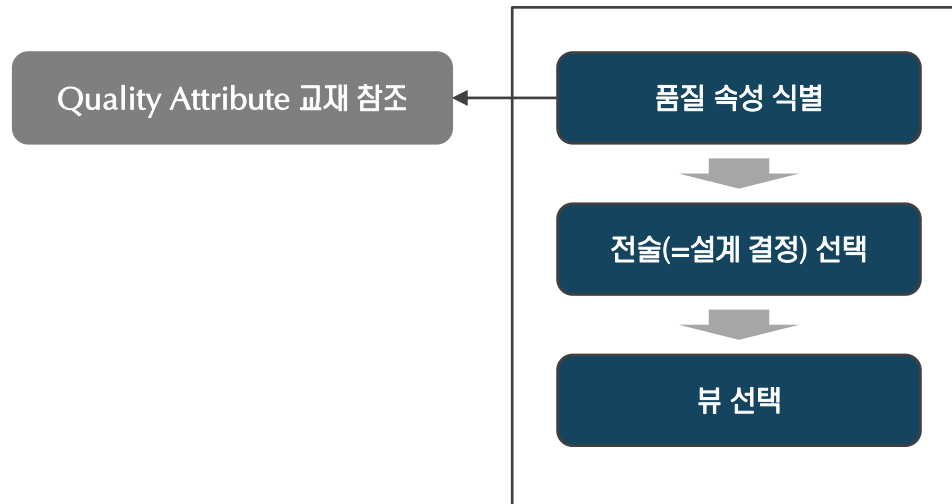 Quality Attribute 교재 참조
품질 속성 식별
전술(=설계 결정) 선택
뷰 선택